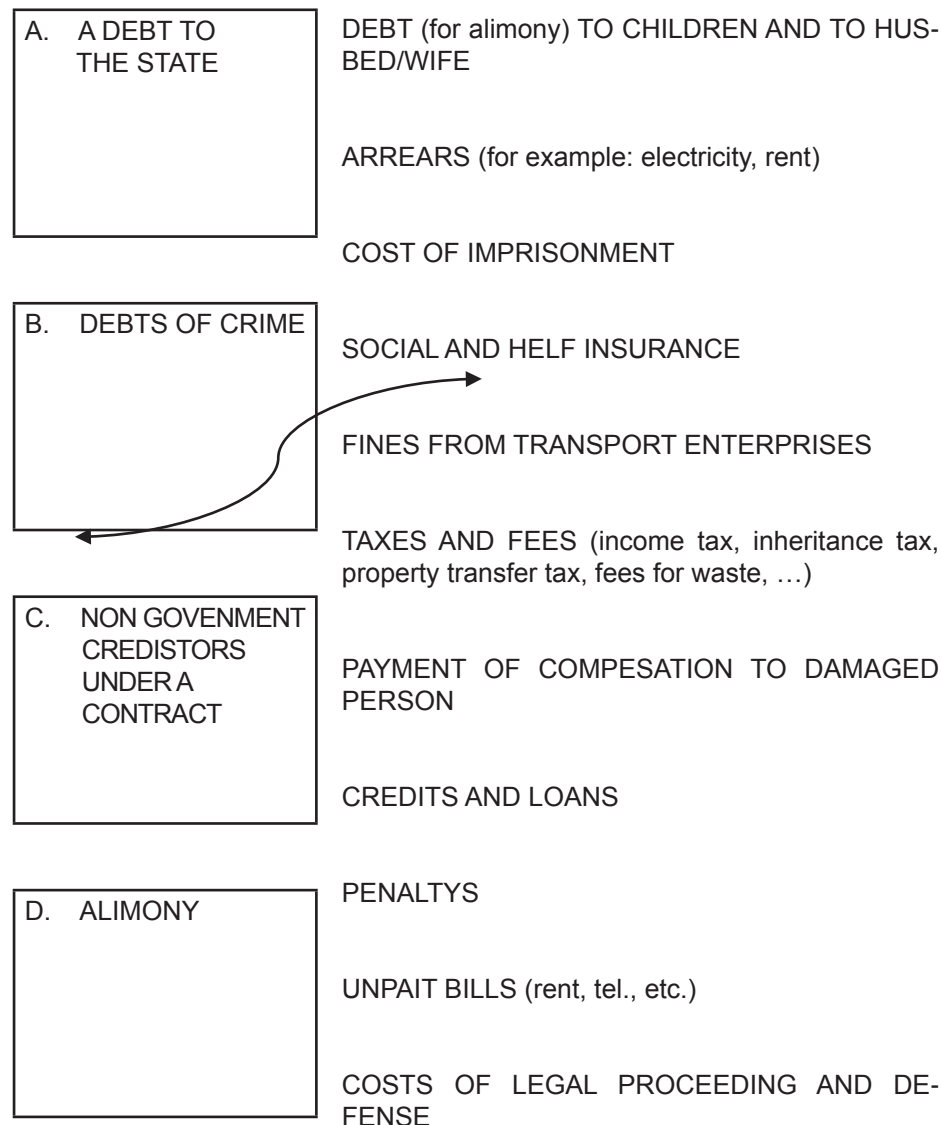 A. A DEBT TO
THE STATE
B. DEBTS OF CRIME
C. NON GOVENMENT
CREDISTORS
UNDER A
CONTRACT
D. ALIMONY
DEBT (for alimony) TO CHILDREN AND TO HUS-
BED/WIFE
ARREARS (for example: electricity, rent)
COST OF IMPRISONMENT
SOCIAL AND HELF INSURANCE
FINES FROM TRANSPORT ENTERPRISES
TAXES AND FEES (income tax, inheritance tax,
property transfer tax, fees for waste, …)
PAYMENT OF COMPESATION TO DAMAGED
PERSON
CREDITS AND LOANS
PENALTYS
UNPAIT BILLS (rent, tel., etc.)
COSTS OF LEGAL PROCEEDING AND DE-
FENSE